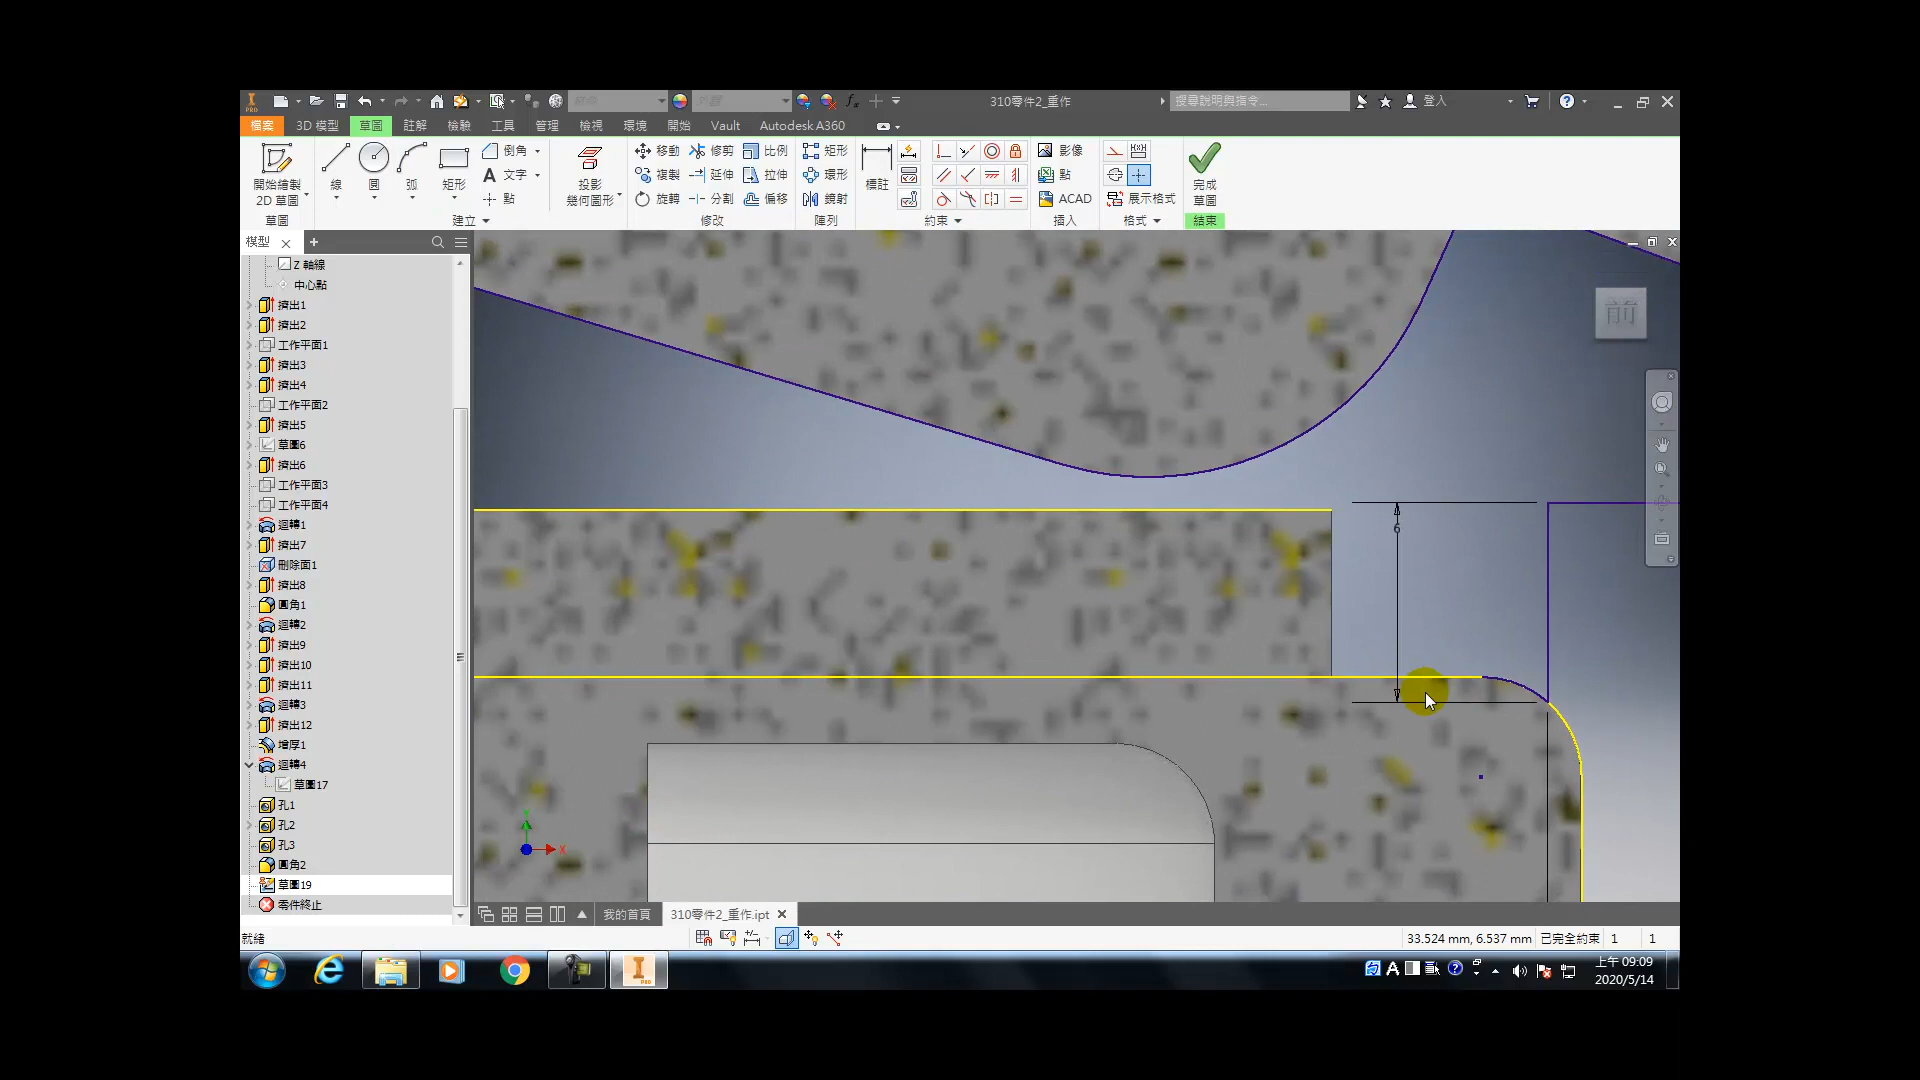 310零件2_重作
搜尋說明與指令...
登入
檔案 3D 模型 草圖 註解 檢驗 工具 管理 檢視 環境 開始 Vault Autodesk A360
開始繪製
2D 草圖
線 圓 弧 矩形
倒角
文字
點
投影
幾何圖形
移動 修剪 比例
複製 延伸 拉伸
旋轉 分割 偏移
矩形
環形
鏡射
標註
影像
點
ACAD
展示格式
完成
草圖
草圖 建立 修改 陣列 約束 插入 格式 結束
模型
Z 軸線
中心點
擠出1
擠出2
工作平面1
擠出3
擠出4
工作平面2
擠出5
草圖6
擠出6
工作平面3
工作平面4
迴轉1
擠出7
刪除面1
擠出8
圓角1
迴轉2
擠出9
擠出10
擠出11
迴轉3
擠出12
增厚1
迴轉4
草圖17
孔1
孔2
孔3
圓角2
草圖19
零件終止
前
6
X
我的首頁 310零件2_重作.ipt
就緒
33.524 mm, 6.537 mm 已完全約束 1 1
上午 09:09
2020/5/14